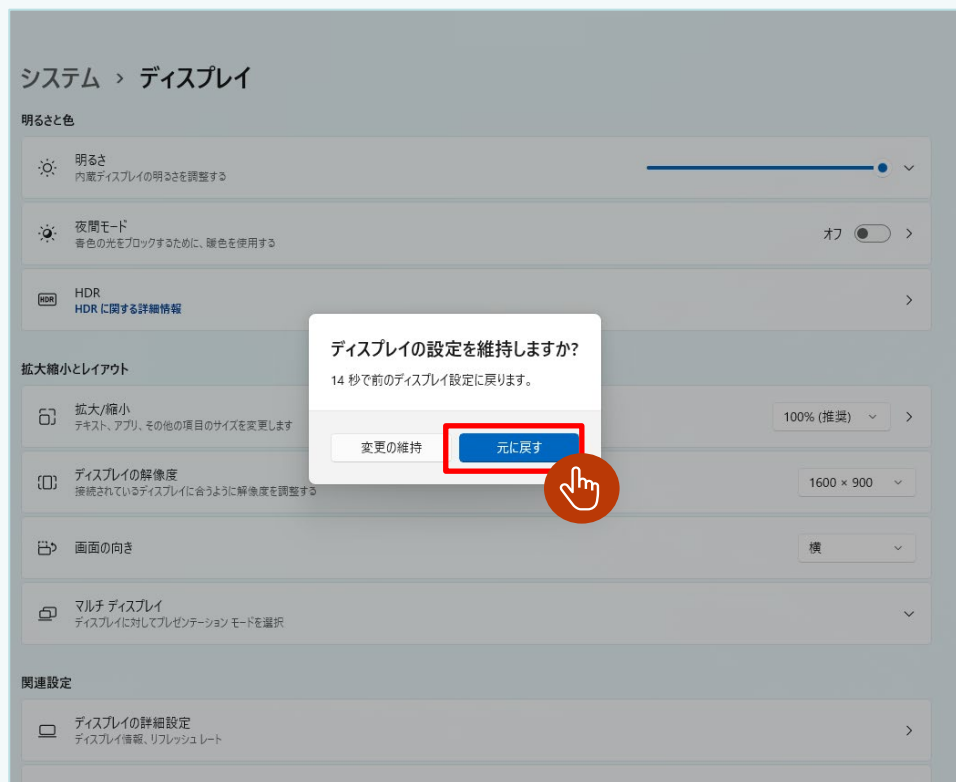 システム › ディスプレイ
明るさと色
明るさ
内蔵ディスプレイの明るさを調整する
夜間モード
青色の光をブロックするために、暖色を使用する
オフ
HDR
HDR
HDR に関する詳細情報
ディスプレイの設定を維持しますか?
14 秒で前のディスプレイ設定に戻ります。
変更の維持
元に戻す
拡大縮小とレイアウト
拡大/縮小
テキスト、アプリ、その他の項目のサイズを変更します
100% (推奨)
ディスプレイの解像度
接続されているディスプレイに合うように解像度を調整する
1600 × 900
画面の向き
横
マルチ ディスプレイ
ディスプレイに対してプレゼンテーション モードを選択
関連設定
ディスプレイの詳細設定
ディスプレイ情報、リフレッシュ レート